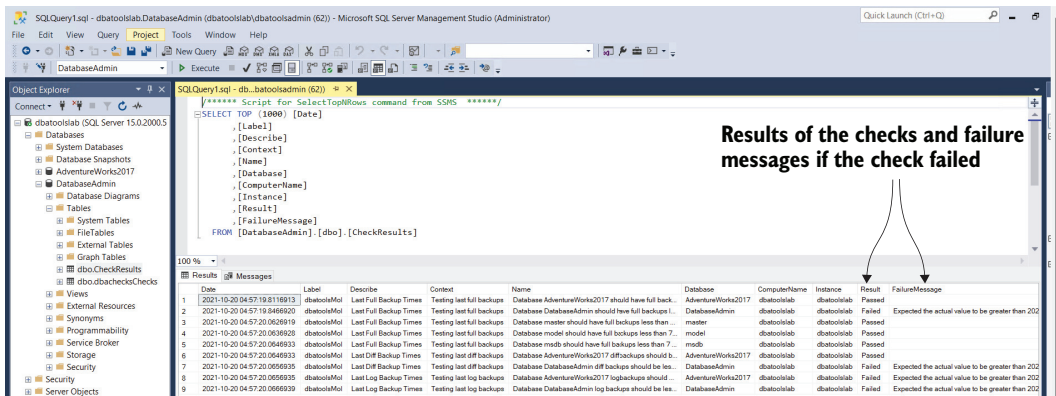 SQLQuery1.sql - dbatoolslab.DatabaseAdmin (dbatoolslab\dbatoolsadmin (62)) - Microsoft SQL Server Management Studio (Administrator)
Quick Launch (Ctrl+Q)
File Edit View Query Project Tools Window Help
New Query
DatabaseAdmin
Execute
Object Explorer
SQLQuery1.sql - db...batoolsadmin (62))
Connect
dbatoolslab (SQL Server 15.0.2000.5
Databases
System Databases
Database Snapshots
AdventureWorks2017
DatabaseAdmin
Database Diagrams
Tables
System Tables
FileTables
External Tables
Graph Tables
dbo.CheckResults
dbo.dbachecksChecks
Views
External Resources
Synonyms
Programmability
Service Broker
Storage
Security
Security
Server Objects
/****** Script for SelectTopNRows command from SSMS ******/
SELECT TOP (1000) [Date]
,[Label]
,[Describe]
,[Context]
,[Name]
,[Database]
,[ComputerName]
,[Instance]
,[Result]
,[FailureMessage]
FROM [DatabaseAdmin].[dbo].[CheckResults]
Results of the checks and failure
messages if the check failed
100 %
Results Messages
Date Label Describe Context Name Database ComputerName Instance Result FailureMessage
1 2021-10-20 04:57:19.8116913 dbatoolsMol Last Full Backup Times Testing last full backups Database AdventureWorks2017 should have full back... AdventureWorks2017 dbatoolslab dbatoolslab Passed
2 2021-10-20 04:57:19.8466920 dbatoolsMol Last Full Backup Times Testing last full backups Database DatabaseAdmin should have full backups l... DatabaseAdmin dbatoolslab dbatoolslab Failed Expected the actual value to be greater than 202
3 2021-10-20 04:57:20.0626919 dbatoolsMol Last Full Backup Times Testing last full backups Database master should have full backups less than ... master dbatoolslab dbatoolslab Passed
4 2021-10-20 04:57:20.0636928 dbatoolsMol Last Full Backup Times Testing last full backups Database model should have full backups less than 7... model dbatoolslab dbatoolslab Passed
5 2021-10-20 04:57:20.0646933 dbatoolsMol Last Full Backup Times Testing last full backups Database msdb should have full backups less than 7 ... msdb dbatoolslab dbatoolslab Passed
6 2021-10-20 04:57:20.0646933 dbatoolsMol Last Diff Backup Times Testing last diff backups Database AdventureWorks2017 diff backups should b... AdventureWorks2017 dbatoolslab dbatoolslab Passed
7 2021-10-20 04:57:20.0656935 dbatoolsMol Last Diff Backup Times Testing last diff backups Database DatabaseAdmin diff backups should be les... DatabaseAdmin dbatoolslab dbatoolslab Failed Expected the actual value to be greater than 202
8 2021-10-20 04:57:20.0656935 dbatoolsMol Last Log Backup Times Testing last log backups Database AdventureWorks2017 log backups should ... AdventureWorks2017 dbatoolslab dbatoolslab Failed Expected the actual value to be greater than 202
9 2021-10-20 04:57:20.0666939 dbatoolsMol Last Log Backup Times Testing last log backups Database DatabaseAdmin log backups should be les... DatabaseAdmin dbatoolslab dbatoolslab Failed Expected the actual value to be greater than 202